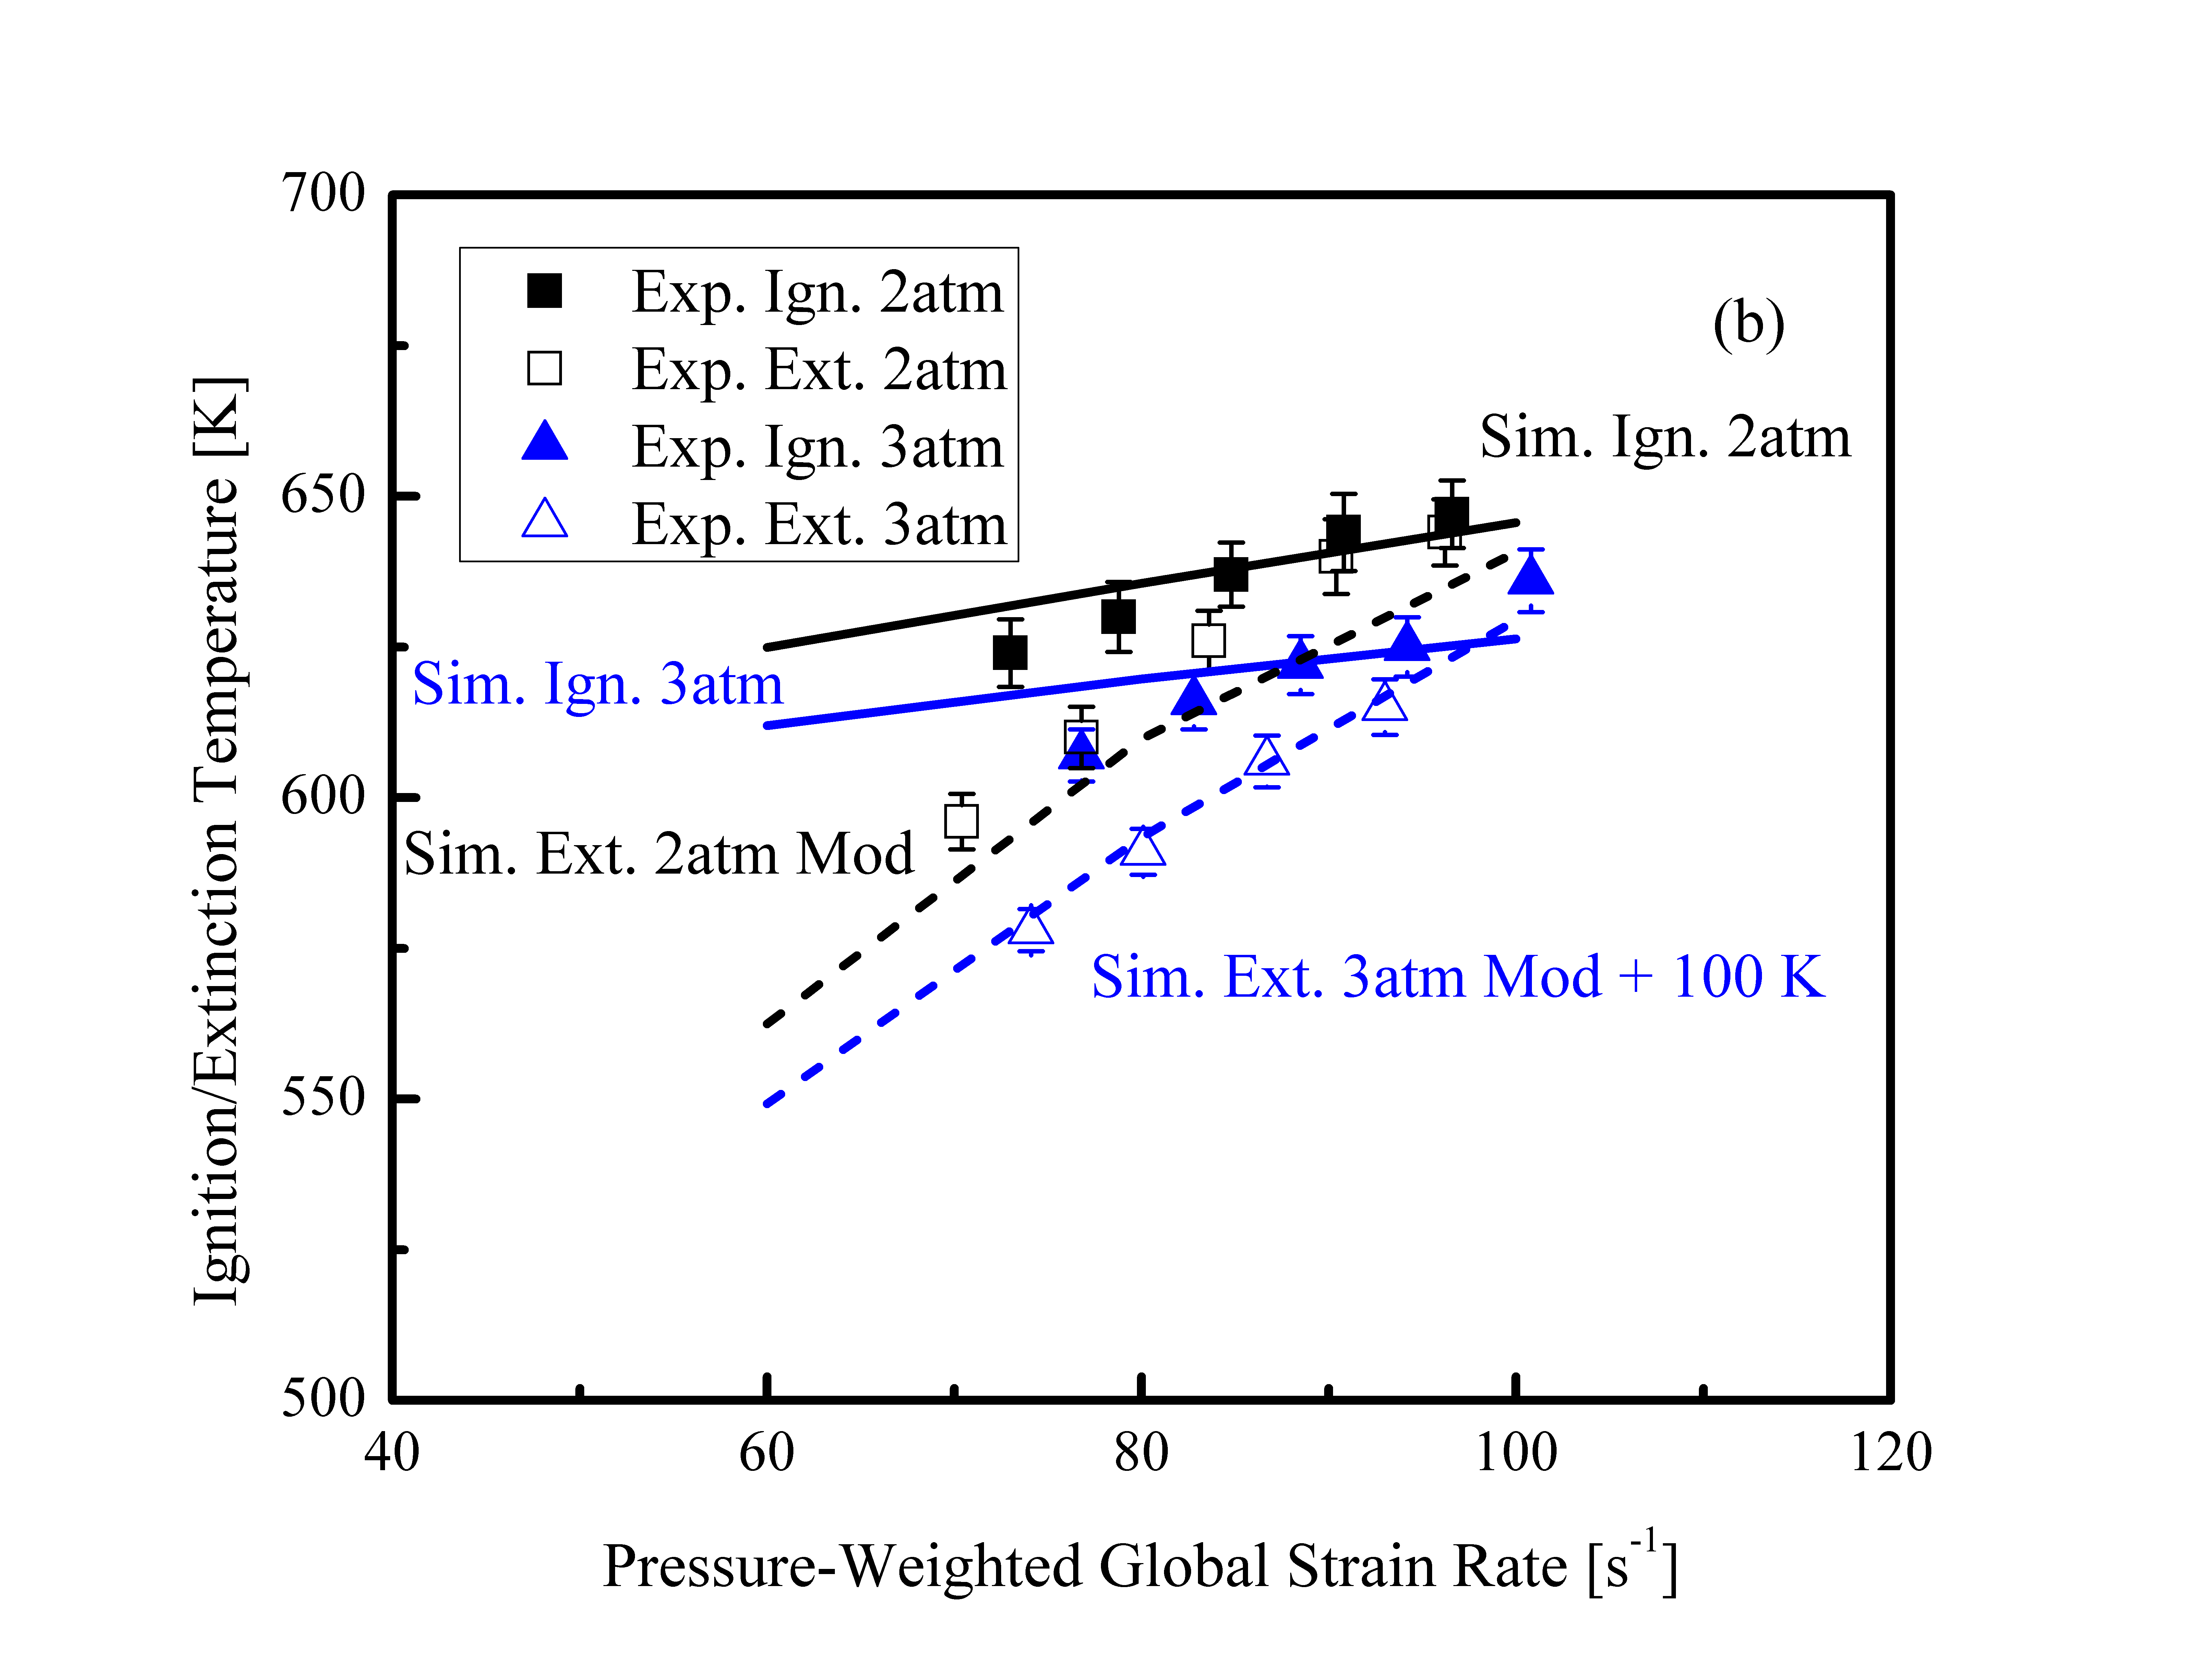 700
650
600
550
500
Ignition/Extinction Temperature [K]
Exp. Ign. 2atm
Exp. Ext. 2atm
Exp. Ign. 3atm
Exp. Ext. 3atm
(b)
Sim. Ign. 2atm
Sim. Ign. 3atm
Sim. Ext. 2atm Mod
Sim. Ext. 3atm Mod + 100 K
40 60 80 100 120
Pressure-Weighted Global Strain Rate [s⁻¹]